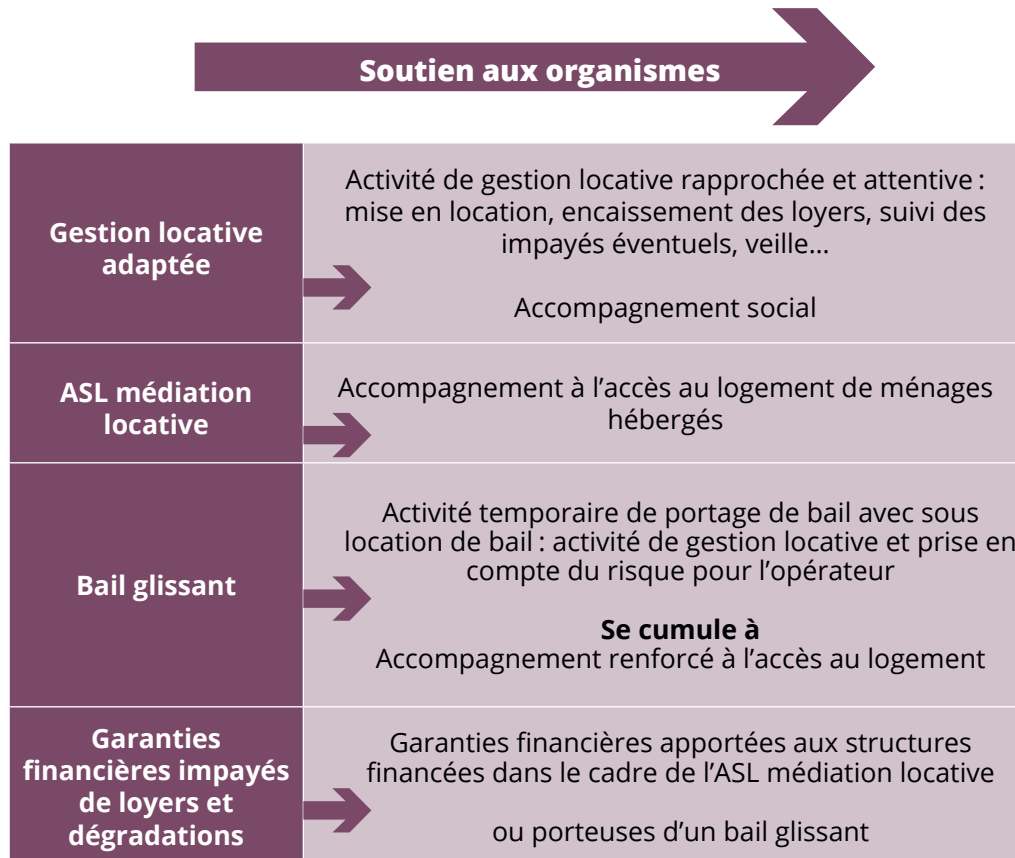 Soutien aux organismes
Gestion locative
adaptée
Activité de gestion locative rapprochée et attentive :
mise en location, encaissement des loyers, suivi des
impayés éventuels, veille...
Accompagnement social
ASL médiation
locative
Accompagnement à l’accès au logement de ménages
hébergés
Bail glissant
Activité temporaire de portage de bail avec sous
location de bail : activité de gestion locative et prise en
compte du risque pour l’opérateur
Se cumule à
Accompagnement renforcé à l’accès au logement
Garanties
financières impayés
de loyers et
dégradations
Garanties financières apportées aux structures
financées dans le cadre de l’ASL médiation locative
ou porteuses d’un bail glissant